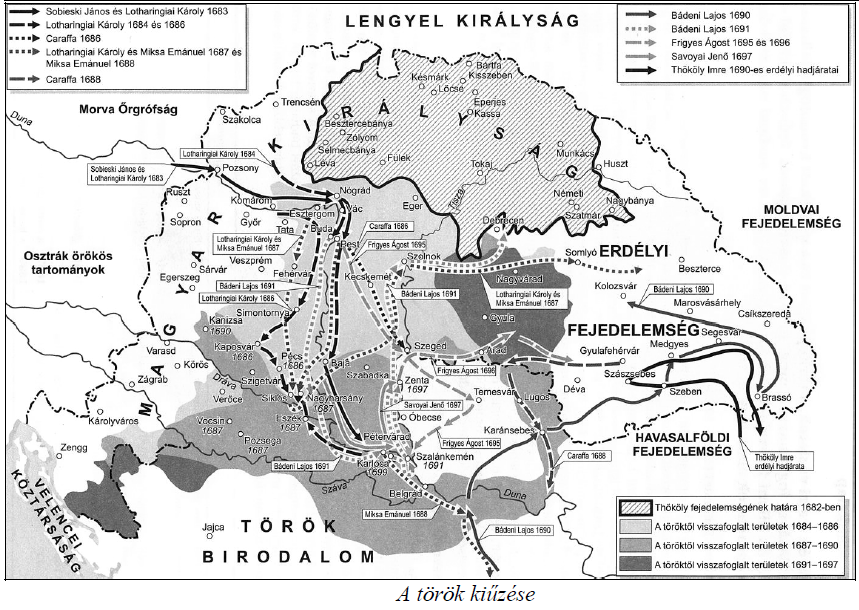 Sobieski János és Lotharingiai Károly 1683
Lotharingiai Károly 1684 és 1686
Caraffa 1686
Lotharingiai Károly és Miksa Emánuel 1687 és
Miksa Emánuel 1688
Caraffa 1688
LENGYEL KIRÁLYSÁG
Bádeni Lajos 1690
Bádeni Lajos 1691
Frigyes Ágost 1695 és 1696
Savoyai Jenő 1697
Thököly Imre 1690-es erdélyi hadjáratai
Morva Őrgrófság
Duna
Szakolca
Trencsén
Bártfa
Kisszeben
Késmárk
Lőcse
Eperjes
Kassa
Besztercebánya
Zólyom
Selmecbánya
Léva
Fülek
Tokaj
Munkács
Huszt
Németi
Szatmár
Nagybánya
MAGYAR
KIRÁLYSÁG
Lotharingiai Károly 1684
Sobieski János és
Lotharingiai Károly 1683
Pozsony
Nógrád
Vác
Eger
Tisza
Debrecen
Ruszt
Sopron
Komárom
Győr
Esztergom
Tata
Buda
Pest
Caraffa 1686
Frigyes Ágost 1695
MOLDVAI
FEJEDELEMSÉG
Osztrák örökös
tartományok
Lotharingiai Károly és
Miksa Emánuel 1687
Veszprém
Sárvár
Egerszeg
Fehérvár
Bádeni Lajos 1691
Lotharingiai Károly 1686
Simontornya
Kecskemét
Szolnok
Bádeni Lajos 1691
Nagyvárad
Lotharingiai Károly és
Miksa Emánuel 1687
Somlyó
ERDÉLYI
FEJEDELEMSÉG
Beszterce
Kolozsvár
Bádeni Lajos 1690
Marosvásárhely
Csíkszereda
Kanizsa
1690
Kaposvár
1686
Varasd
Körös
Zágráb
Károlyváros
Zengg
Dráva
Szigetvár
Verőce
Pécs
1686
Siklós
Baja
Nagyharsány
1687
Eszék
1687
Vocsin
1687
Pozsega
1687
Szabadka
Szeged
Gyula
Arad
Frigyes Ágost 1696
Zenta
1697
Savoyai Jenő 1697
Óbecse
Temesvár
Lugos
Frigyes Ágost 1695
Karánsebes
Gyulafehérvár
Medgyes
Segesvár
Szászsebes
Déva
Szeben
Brassó
HAVASALFÖLDI
FEJEDELEMSÉG
Thököly Imre
erdélyi hadjárata
Caraffa 1688
Pétervárad
Karlóca
1699
Szalánkemén
1691
Bádeni Lajos 1691
Belgrád
Száva
Duna
Miksa Emánuel 1688
Bádeni Lajos 1690
VELENCEI
KÖZTÁRSASÁG
Jajca
TÖRÖK
BIRODALOM
Thököly fejedelemségének határa 1682-ben
A töröktől visszafoglalt területek 1684–1686
A töröktől visszafoglalt területek 1687–1690
A töröktől visszafoglalt területek 1691–1697
A török kiűzése